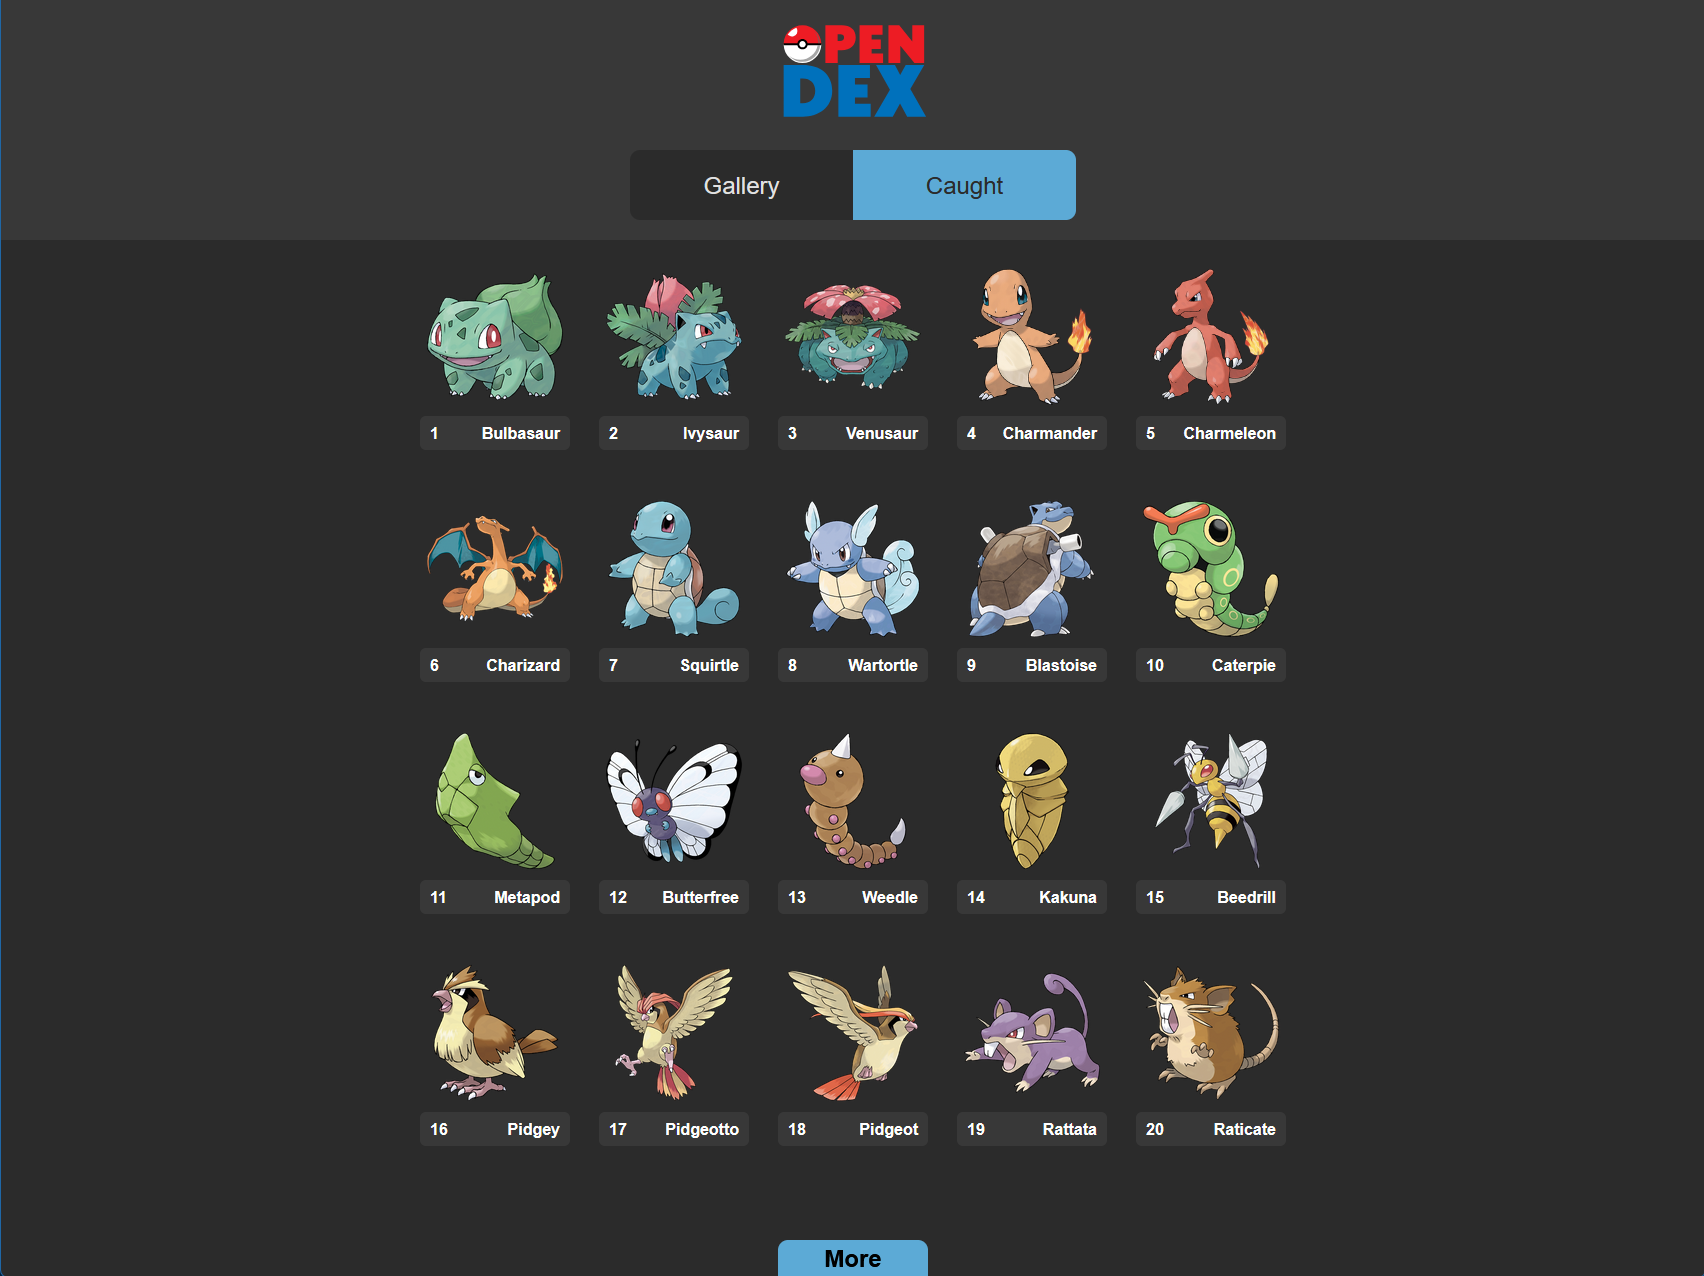 OPEN
DEX
Gallery Caught
1 Bulbasaur 2 Ivysaur 3 Venusaur 4 Charmander 5 Charmeleon
6 Charizard 7 Squirtle 8 Wartortle 9 Blastoise 10 Caterpie
11 Metapod 12 Butterfree 13 Weedle 14 Kakuna 15 Beedrill
16 Pidgey 17 Pidgeotto 18 Pidgeot 19 Rattata 20 Raticate
More